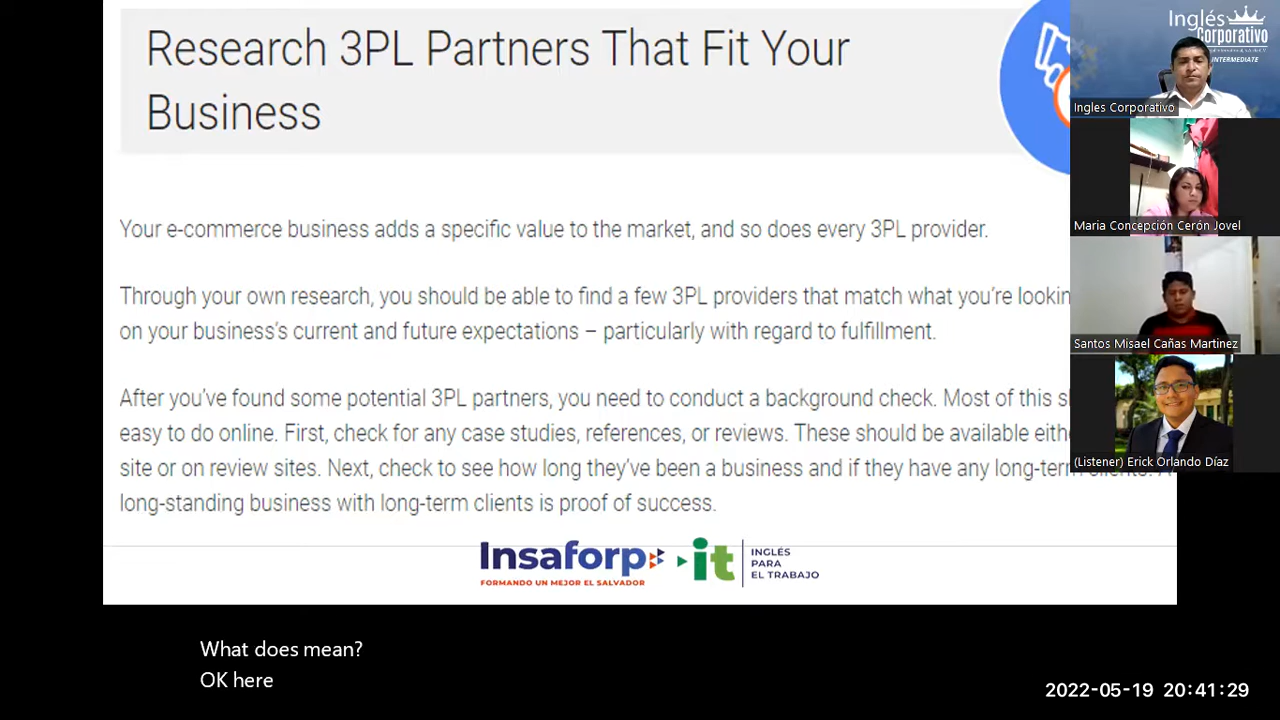 Research 3PL Partners That Fit Your
Business
Your e-commerce business adds a specific value to the market, and so does every 3PL provider.
Through your own research, you should be able to find a few 3PL providers that match what you're
on your business's current and future expectations – particularly with regard to fulfillment.
After you've found some potential 3PL partners, you need to conduct a background check. Most of this
easy to do online. First, check for any case studies, references, or reviews. These should be available
site or on review sites. Next, check to see how long they've been a business and if they have any
long-standing business with long-term clients is proof of success.
Insaforp
FORMANDO UN MEJOR EL SALVADOR
it
INGLÉS
PARA
EL TRABAJO
What does mean?
OK here
Inglés
Corporativo
INTERMEDIATE
Ingles Corporativo
Maria Concepción Cerón Jovel
Santos Misael Cañas Martinez
(Listener) Erick Orlando Díaz
2022-05-19 20:41:29